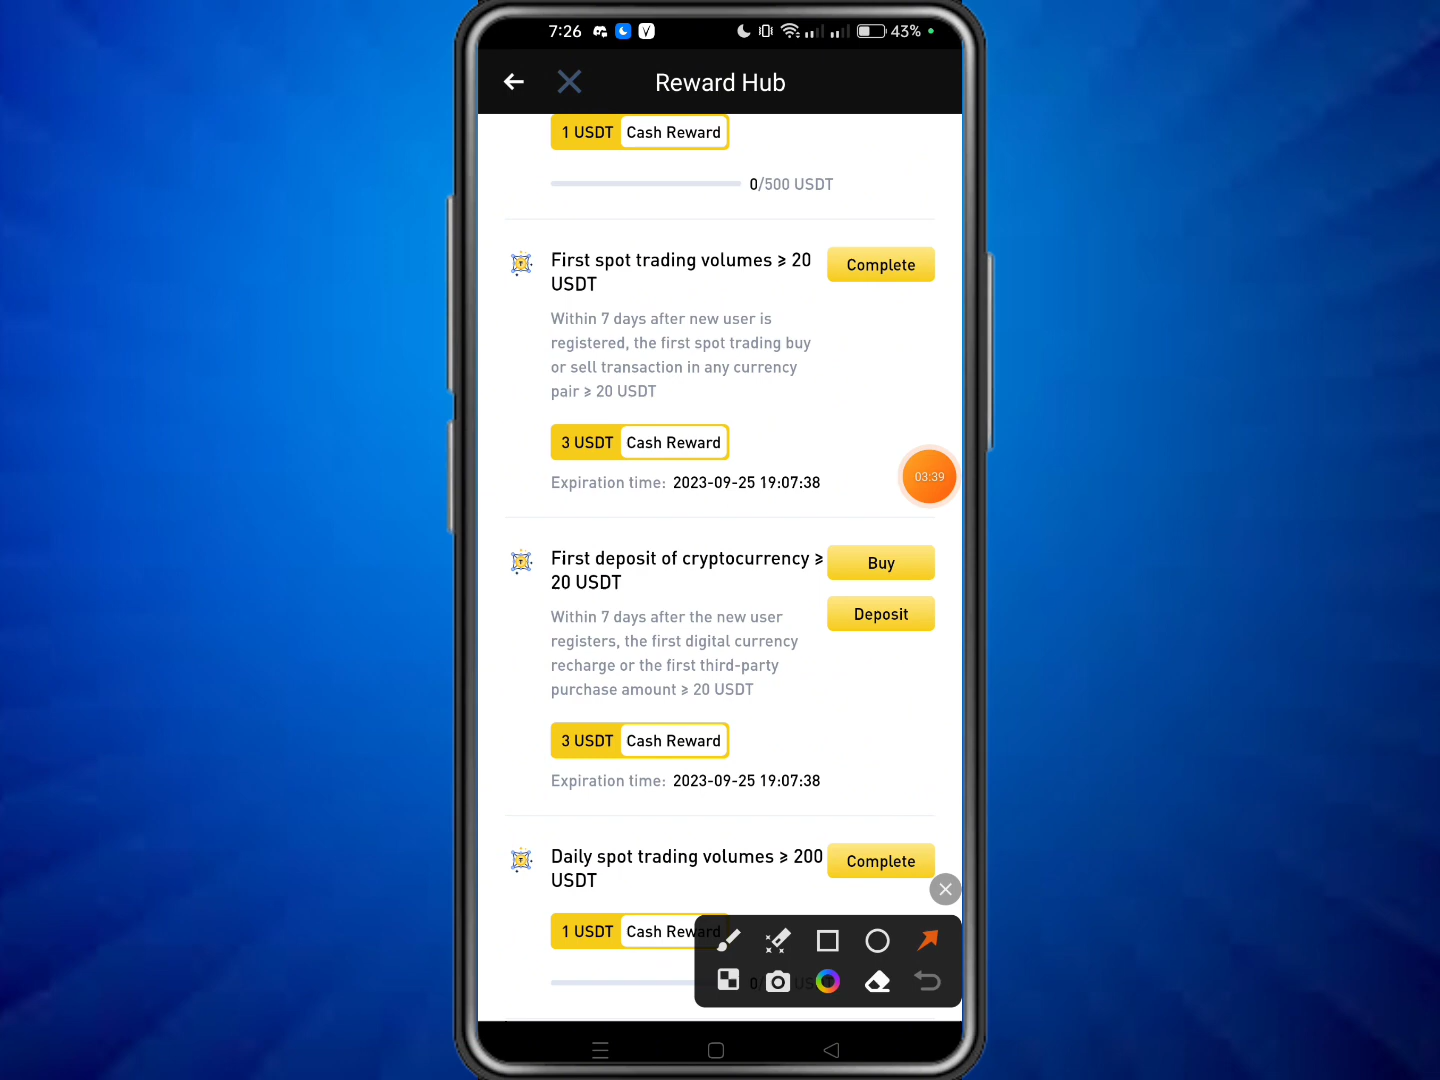 7:26
43%
Reward Hub
1 USDT Cash Reward
0/500 USDT
First spot trading volumes ≥ 20
USDT
Complete
Within 7 days after new user is
registered, the first spot trading buy
or sell transaction in any currency
pair ≥ 20 USDT
3 USDT Cash Reward
03:39
Expiration time: 2023-09-25 19:07:38
First deposit of cryptocurrency ≥
20 USDT
Buy
Deposit
Within 7 days after the new user
registers, the first digital currency
recharge or the first third-party
purchase amount ≥ 20 USDT
3 USDT Cash Reward
Expiration time: 2023-09-25 19:07:38
Daily spot trading volumes ≥ 200
USDT
Complete
1 USDT Cash Reward